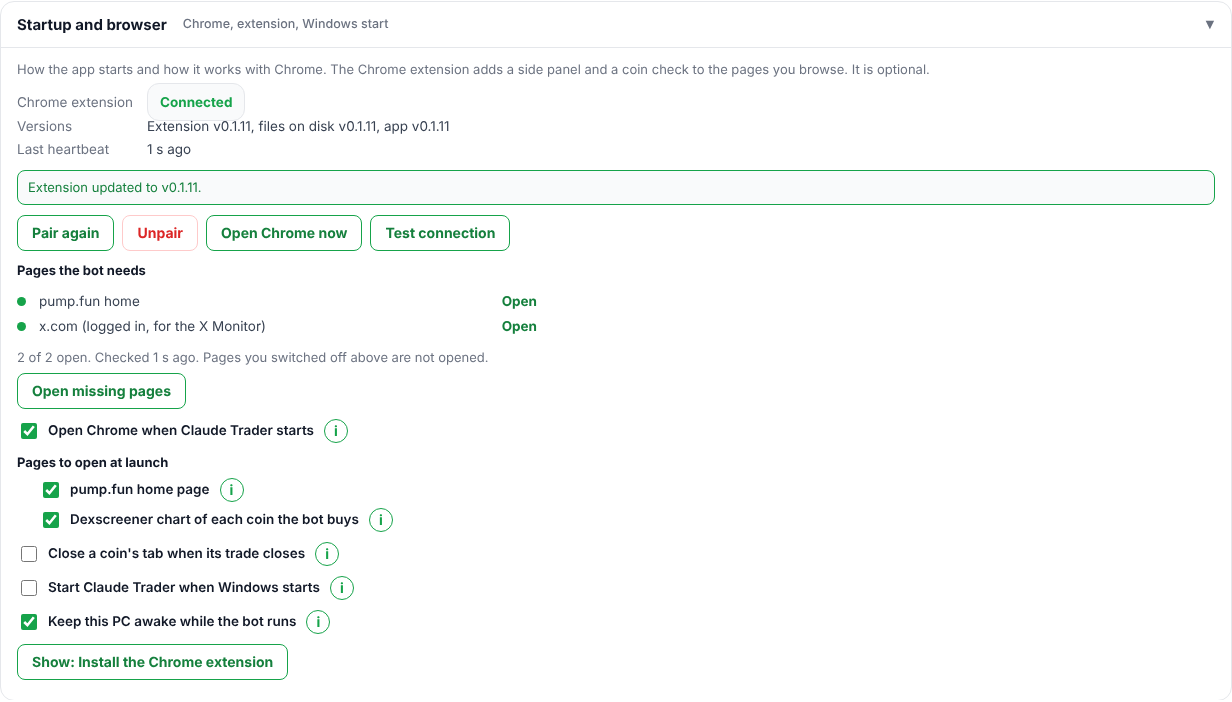 Startup and browser Chrome, extension, Windows start ▼
How the app starts and how it works with Chrome. The Chrome extension adds a side panel and a coin check to the pages you browse. It is optional.
Chrome extension Connected
Versions Extension v0.1.11, files on disk v0.1.11, app v0.1.11
Last heartbeat 1 s ago
Extension updated to v0.1.11.
Pair again Unpair Open Chrome now Test connection
Pages the bot needs
pump.fun home Open
x.com (logged in, for the X Monitor) Open
2 of 2 open. Checked 1 s ago. Pages you switched off above are not opened.
Open missing pages
Open Chrome when Claude Trader starts i
Pages to open at launch
pump.fun home page i
Dexscreener chart of each coin the bot buys i
Close a coin's tab when its trade closes i
Start Claude Trader when Windows starts i
Keep this PC awake while the bot runs i
Show: Install the Chrome extension